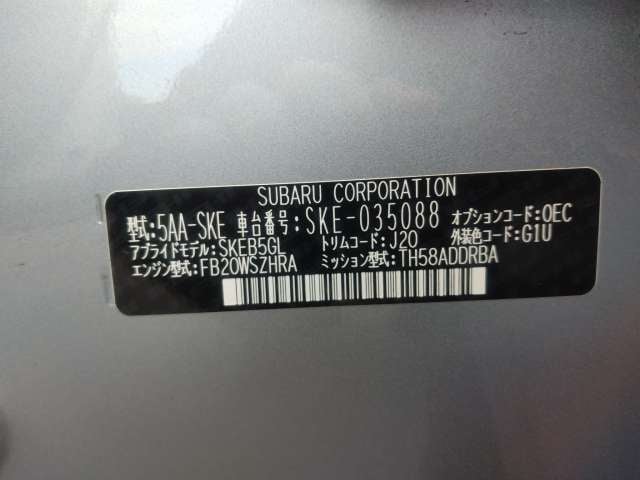 SUBARU CORPORATION
型式:5AA-SKE 車台番号:SKE-035088 オプションコード:OEC
アプライドモデル:SKEB5GL トリムコード:J20 外装色コード:G1U
エンジン型式:FB20WSZHRA ミッション型式:TH58ADDRBA